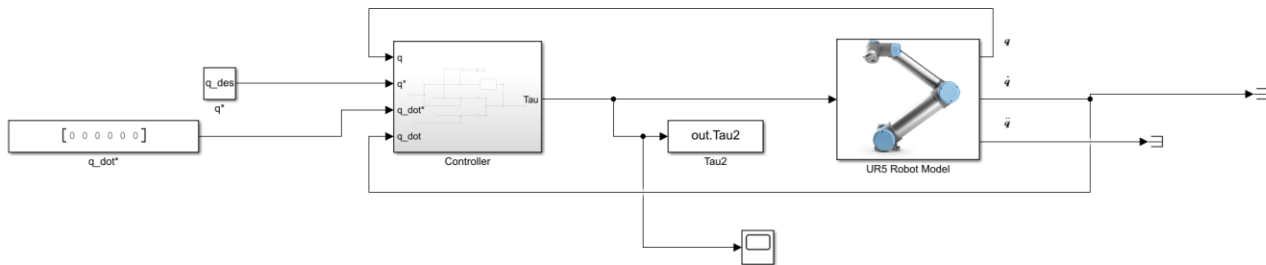 q
q_des
q
q*
q̇
q*
q_dot*
Tau
[0 0 0 0 0 0]
q_dot
out.Tau2
q̈
q_dot*
Controller
Tau2
UR5 Robot Model